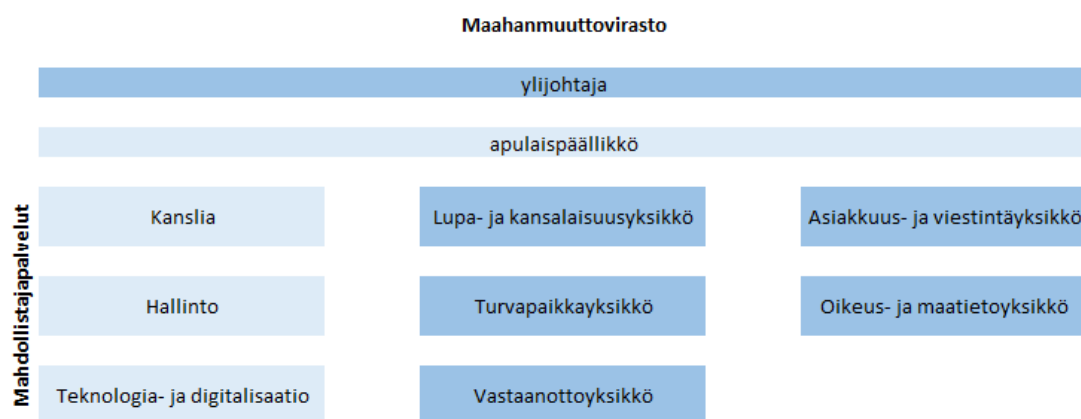 Maahanmuuttovirasto
ylijohtaja
apulaispäällikkö
Mahdollistajapalvelut
Kanslia
Lupa- ja kansalaisuusyksikkö
Asiakkuus- ja viestintäyksikkö
Hallinto
Turvapaikkayksikkö
Oikeus- ja maatietoyksikkö
Teknologia- ja digitalisaatio
Vastaanottoyksikkö